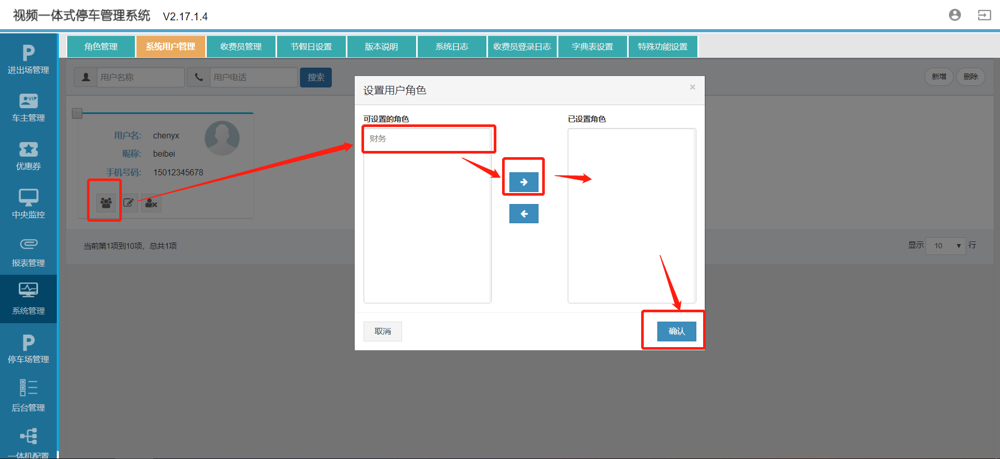 视频一体式停车管理系统 V2.17.1.4
角色管理 系统用户管理 收费员管理 节假日设置 版本说明 系统日志 收费员登录日志 字典表设置 特殊功能设置
P
进出场管理
VIP
车主管理
优惠券
中央监控
报表管理
系统管理
P
停车场管理
后台管理
一体机配置
用户名称 用户电话 搜索 新增 删除
用户名: chenyx
昵称: beibei
手机号码: 15012345678
当前第1项到10项，总共1项 显示 10 行
设置用户角色 ×
可设置的角色 已设置角色
财务
取消 确认